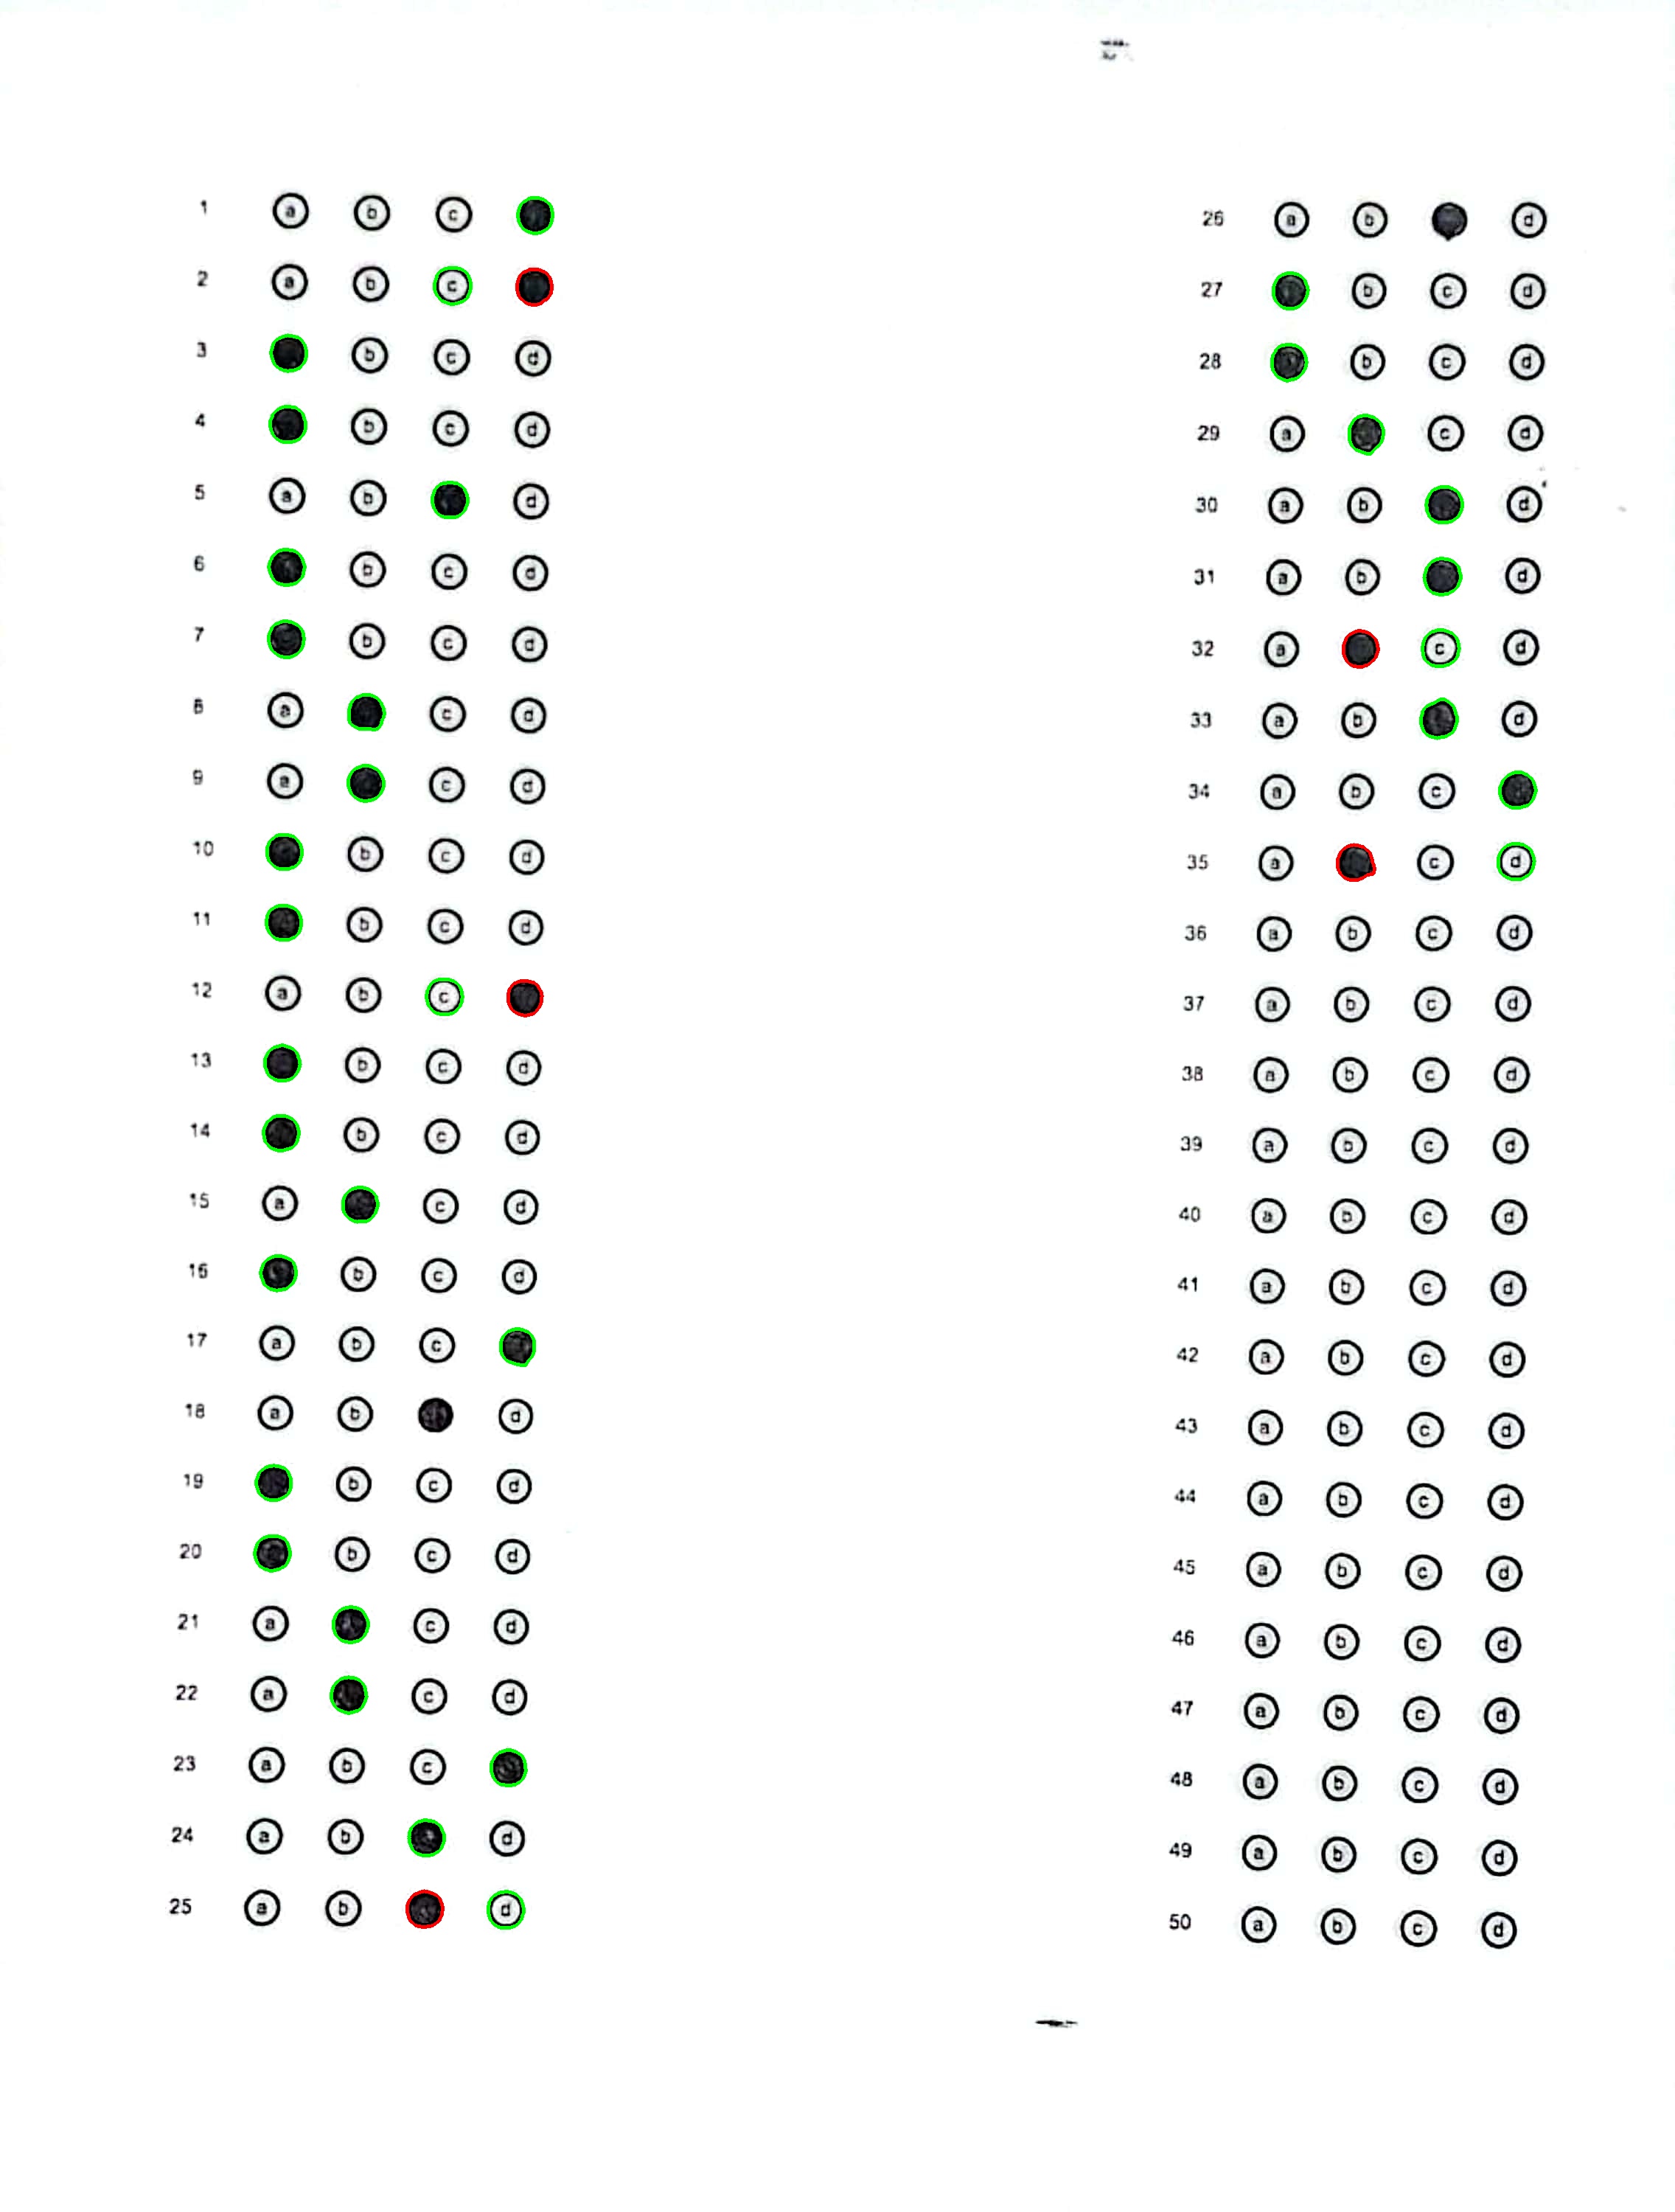 1 a b c
2 a b c
3 b c d
4 b c d
5 a b d
6 b c d
7 b c d
8 a c d
9 a c d
10 b c d
11 b c d
12 a b c
13 b c d
14 b c d
15 a c d
16 b c d
17 a b c
18 a b d
19 b c d
20 b c d
21 a c d
22 a c d
23 a b c
24 a b d
25 a b d
26 a b d
27 b c d
28 b c d
29 a c d
30 a b d
31 a b d
32 a c d
33 a b d
34 a b c
35 a c d
36 a b c d
37 a b c d
38 a b c d
39 a b c d
40 a b c d
41 a b c d
42 a b c d
43 a b c d
44 a b c d
45 a b c d
46 a b c d
47 a b c d
48 a b c d
49 a b c d
50 a b c d